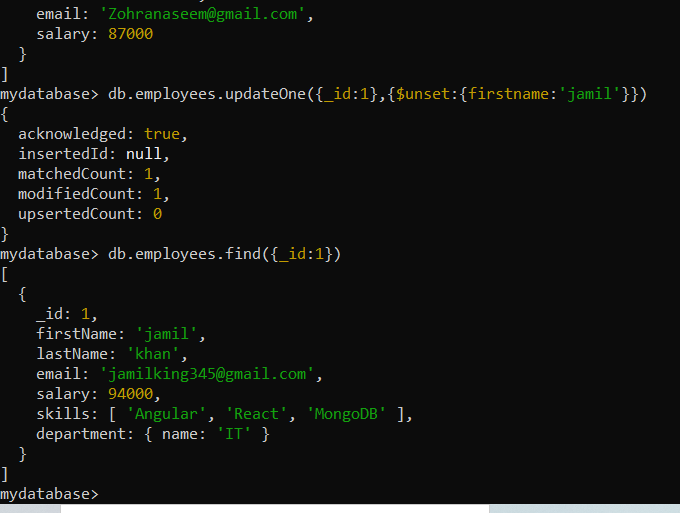 email: 'Zohranaseem@gmail.com',
salary: 87000
}
]
mydatabase> db.employees.updateOne({_id:1},{$unset:{firstname:'jamil'}})
{
acknowledged: true,
insertedId: null,
matchedCount: 1,
modifiedCount: 1,
upsertedCount: 0
}
mydatabase> db.employees.find({_id:1})
[
{
_id: 1,
firstName: 'jamil',
lastName: 'khan',
email: 'jamilking345@gmail.com',
salary: 94000,
skills: [ 'Angular', 'React', 'MongoDB' ],
department: { name: 'IT' }
}
]
mydatabase>